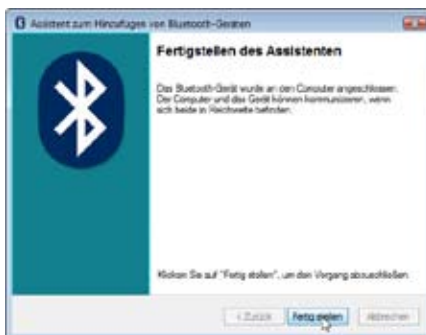 Assistent zum Hinzufügen von Bluetooth-Geräten
Fertigstellen des Assistenten
Das Bluetooth-Gerät wurde an den Computer angeschlossen.
Der Computer und das Gerät können kommunizieren, wenn
sich beide in Reichweite befinden.
Klicken Sie auf "Fertig stellen", um den Vorgang abzuschließen.
< Zurück
Fertig stellen
Abbrechen